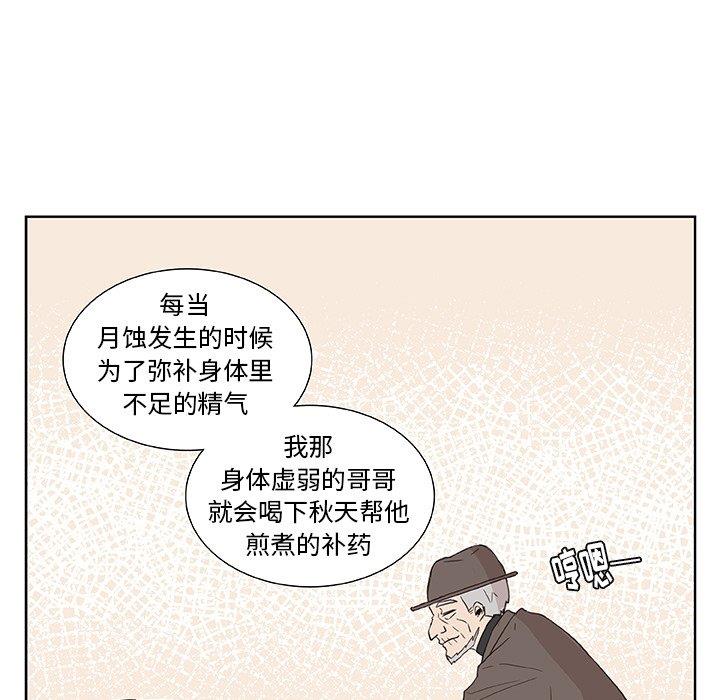 每当
月蚀发生的时候
为了弥补身体里
不足的精气
我那
身体虚弱的哥哥
就会喝下秋天帮他
煎煮的补药
哼嗯—